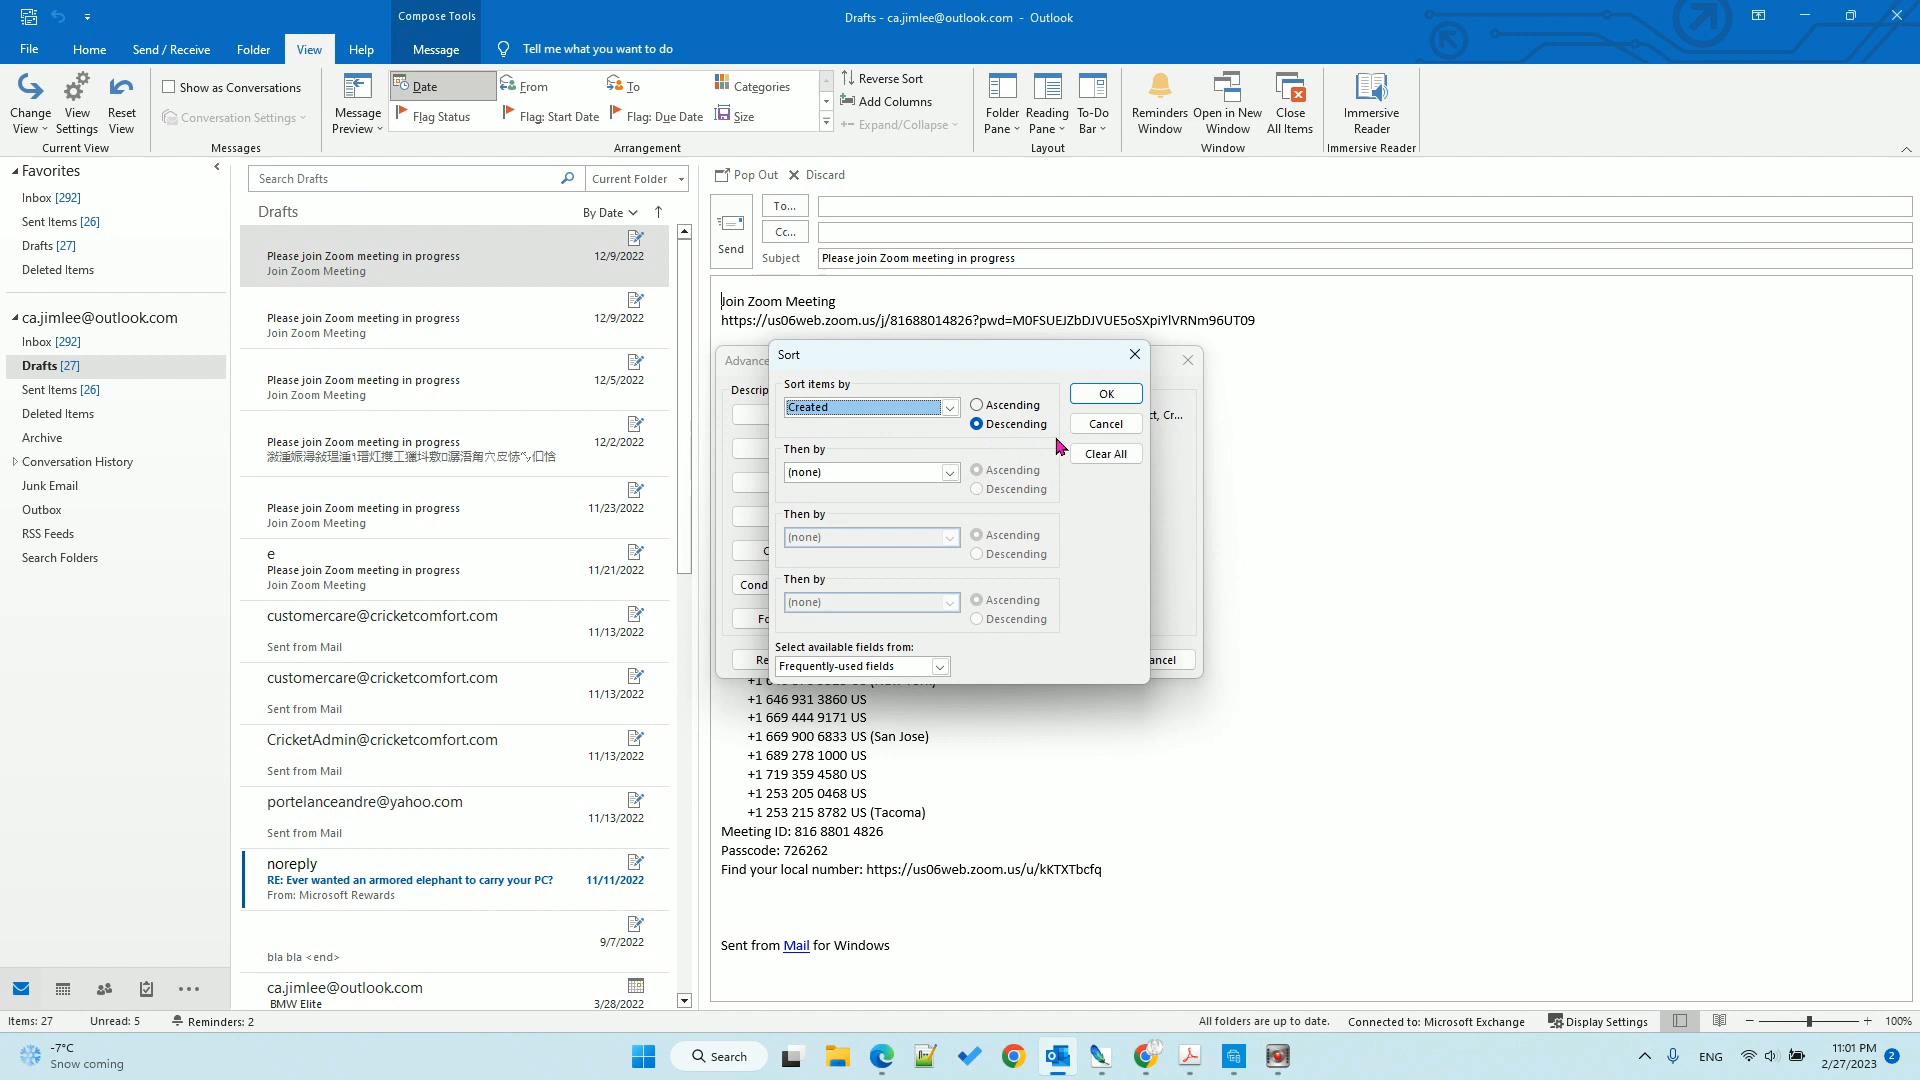 Compose Tools
Drafts - ca.jimlee@outlook.com - Outlook
File
Home
Send / Receive
Folder
View
Help
Message
Tell me what you want to do
Change View
View Settings
Reset View
Current View
Show as Conversations
Conversation Settings
Messages
Message Preview
Date
From
To
Categories
Flag Status
Flag: Start Date
Flag: Due Date
Size
Reverse Sort
Add Columns
Expand/Collapse
Arrangement
Folder Pane
Reading Pane
To-Do Bar
Layout
Reminders Window
Open in New Window
Close All Items
Window
Immersive Reader
Immersive Reader
Favorites
Inbox [292]
Sent Items [26]
Drafts [27]
Deleted Items
ca.jimlee@outlook.com
Inbox [292]
Drafts [27]
Sent Items [26]
Deleted Items
Archive
Conversation History
Junk Email
Outbox
RSS Feeds
Search Folders
Search Drafts
Current Folder
Drafts
By Date
Please join Zoom meeting in progress 12/9/2022
Join Zoom Meeting
Please join Zoom meeting in progress 12/9/2022
Join Zoom Meeting
Please join Zoom meeting in progress 12/5/2022
Join Zoom Meeting
Please join Zoom meeting in progress 12/2/2022
Please join Zoom meeting in progress 11/23/2022
Join Zoom Meeting
e
Please join Zoom meeting in progress 11/21/2022
Join Zoom Meeting
customercare@cricketcomfort.com
11/13/2022
Sent from Mail
customercare@cricketcomfort.com
11/13/2022
Sent from Mail
CricketAdmin@cricketcomfort.com
11/13/2022
Sent from Mail
portelanceandre@yahoo.com
11/13/2022
Sent from Mail
noreply
RE: Ever wanted an armored elephant to carry your PC? 11/11/2022
From: Microsoft Rewards
9/7/2022
bla bla <end>
ca.jimlee@outlook.com
BMW Elite 3/28/2022
Pop Out
Discard
Send
To...
Cc...
Subject
Please join Zoom meeting in progress
Join Zoom Meeting
https://us06web.zoom.us/j/81688014826?pwd=M0FSUEJZbDJVUE5oSXpiYlVRNm96UT09
Advance
Descrip
ct, Cr...
Cond
Fo
Re
ancel
Sort
Sort items by
Created
Ascending
Descending
OK
Cancel
Clear All
Then by
(none)
Ascending
Descending
Then by
(none)
Ascending
Descending
Then by
(none)
Ascending
Descending
Select available fields from:
Frequently-used fields
+1 646 931 3860 US
+1 669 444 9171 US
+1 669 900 6833 US (San Jose)
+1 689 278 1000 US
+1 719 359 4580 US
+1 253 205 0468 US
+1 253 215 8782 US (Tacoma)
Meeting ID: 816 8801 4826
Passcode: 726262
Find your local number: https://us06web.zoom.us/u/kKTXTbcfq
Sent from Mail for Windows
Items: 27
Unread: 5
Reminders: 2
All folders are up to date.
Connected to: Microsoft Exchange
Display Settings
100%
-7°C
Snow coming
Search
ENG
11:01 PM
2/27/2023
2